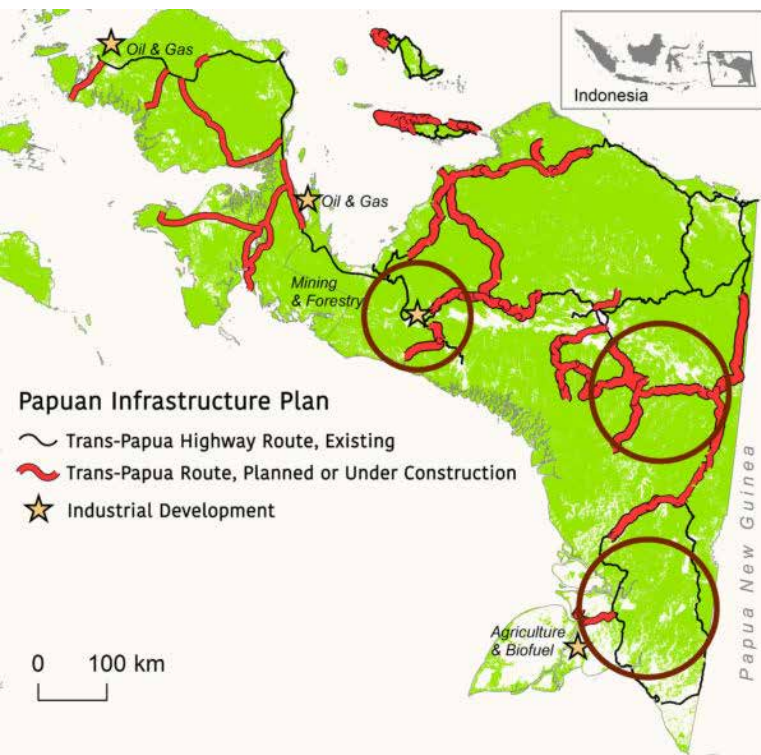 Oil & Gas
Indonesia
Oil & Gas
Mining
& Forestry
Papuan Infrastructure Plan
Trans-Papua Highway Route, Existing
Trans-Papua Route, Planned or Under Construction
Industrial Development
Papua New Guinea
Agriculture
& Biofuel
0 100 km